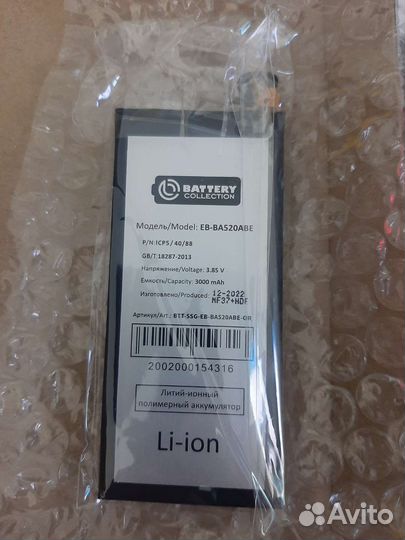 BATTERY
COLLECTION
Модель/Model: EB-BA520ABE
P/N:ICP5/40/88
GB/T:18287-2013
Напряжение/Voltage: 3.85 V
Ёмкость/Capacity: 3000 mAh
Изготовлено/Produced: 12-2022
MF37+HDF
Артикул/Art.: BTT-SSG-EB-BA520ABE-OR
2002000154316
Литий-ионный
полимерный аккумулятор
Li-ion
Avito